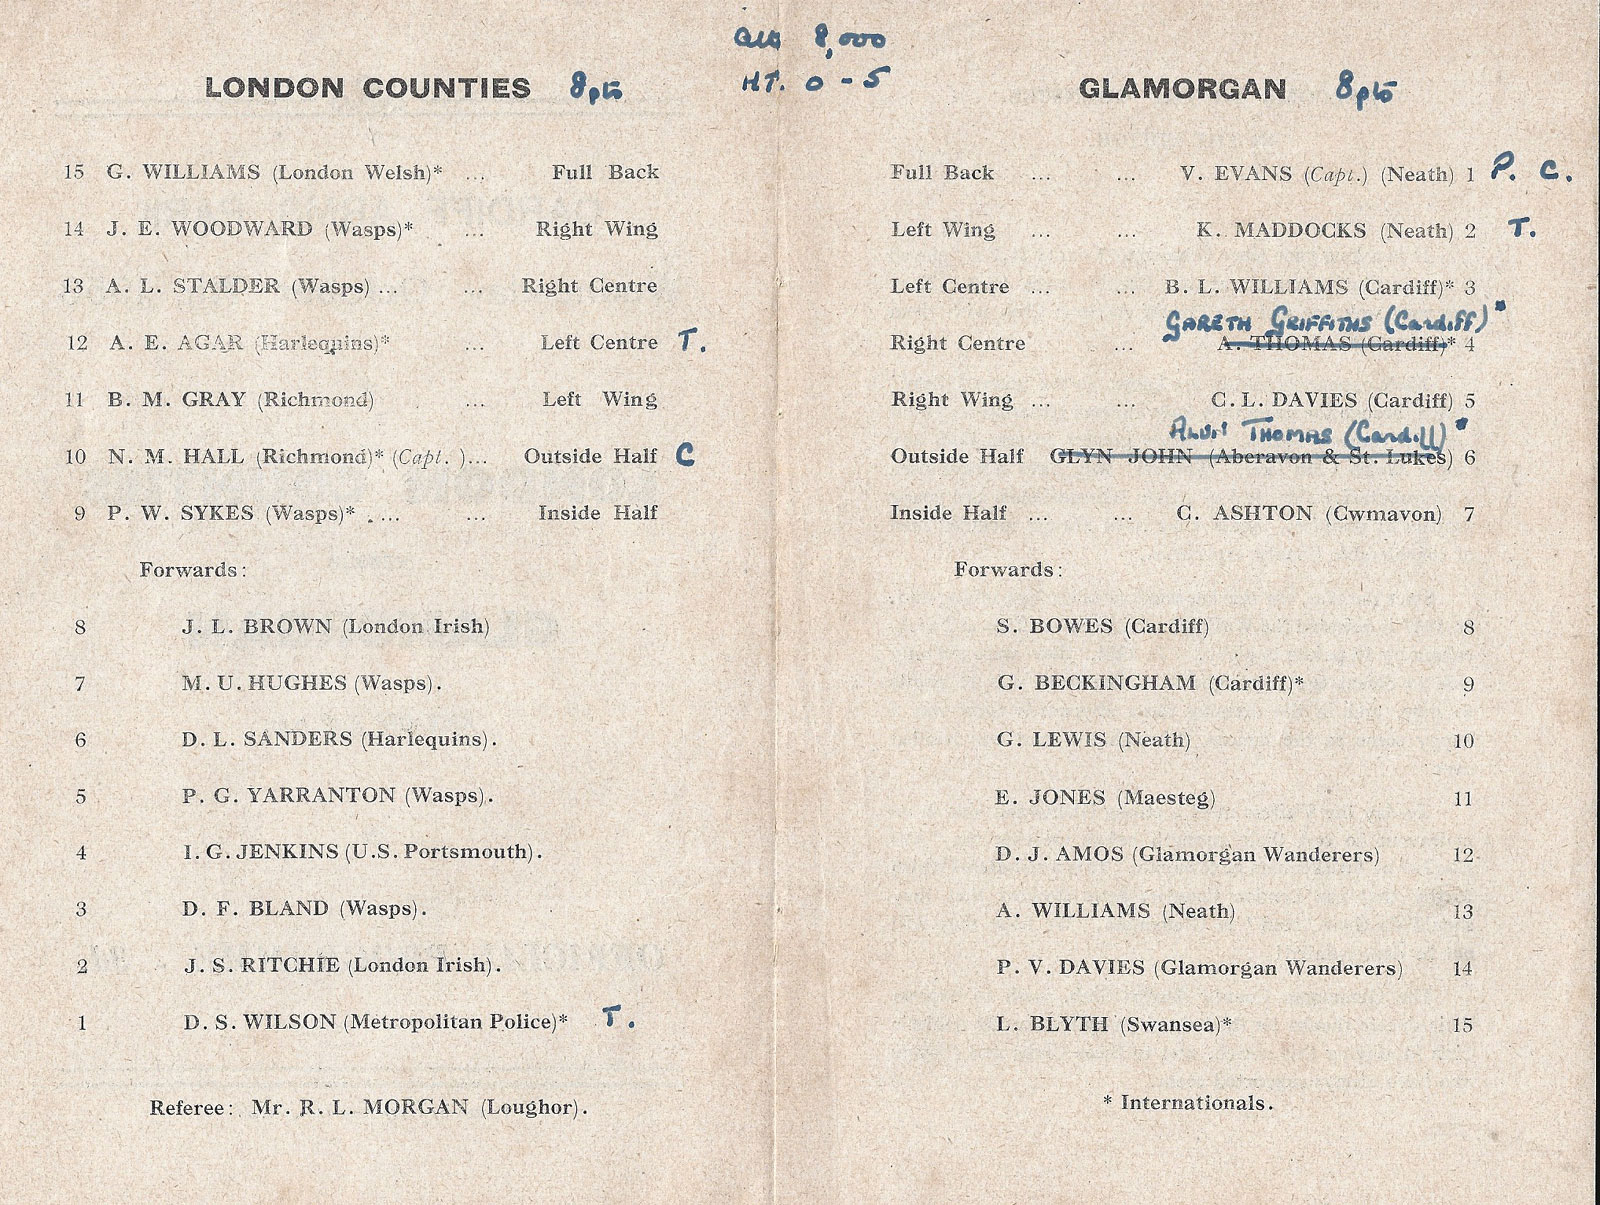 Att 8,000
HT. 0 - 5
LONDON COUNTIES 8pts
15 G. WILLIAMS (London Welsh)* ... Full Back
14 J. E. WOODWARD (Wasps)* ... Right Wing
13 A. L. STALDER (Wasps) ... ... Right Centre
12 A. E. AGAR (Harlequins)* ... Left Centre T.
11 B. M. GRAY (Richmond) ... Left Wing
10 N. M. HALL (Richmond)* (Capt. )... Outside Half C
9 P. W. SYKES (Wasps)* . ... ... Inside Half
Forwards:
8 J. L. BROWN (London Irish)
7 M. U. HUGHES (Wasps).
6 D. L. SANDERS (Harlequins).
5 P. G. YARRANTON (Wasps).
4 I. G. JENKINS (U.S. Portsmouth).
3 D. F. BLAND (Wasps).
2 J. S. RITCHIE (London Irish).
1 D. S. WILSON (Metropolitan Police)* T.
Referee: Mr. R. L. MORGAN (Loughor).
GLAMORGAN 8pts
Full Back ... ... V. EVANS (Capt.) (Neath) 1 P. C.
Left Wing ... ... K. MADDOCKS (Neath) 2 T.
Left Centre ... ... B. L. WILLIAMS (Cardiff)* 3
GARETH GRIFFITHS (Cardiff)*
Right Centre ... A. THOMAS (Cardiff)* 4
Right Wing ... ... C. L. DAVIES (Cardiff) 5
ALUN THOMAS (Cardiff)*
Outside Half GLYN JOHN (Aberavon & St. Lukes) 6
Inside Half ... ... C. ASHTON (Cwmavon) 7
Forwards:
S. BOWES (Cardiff) 8
G. BECKINGHAM (Cardiff)* 9
G. LEWIS (Neath) 10
E. JONES (Maesteg) 11
D. J. AMOS (Glamorgan Wanderers) 12
A. WILLIAMS (Neath) 13
P. V. DAVIES (Glamorgan Wanderers) 14
L. BLYTH (Swansea)* 15
* Internationals.